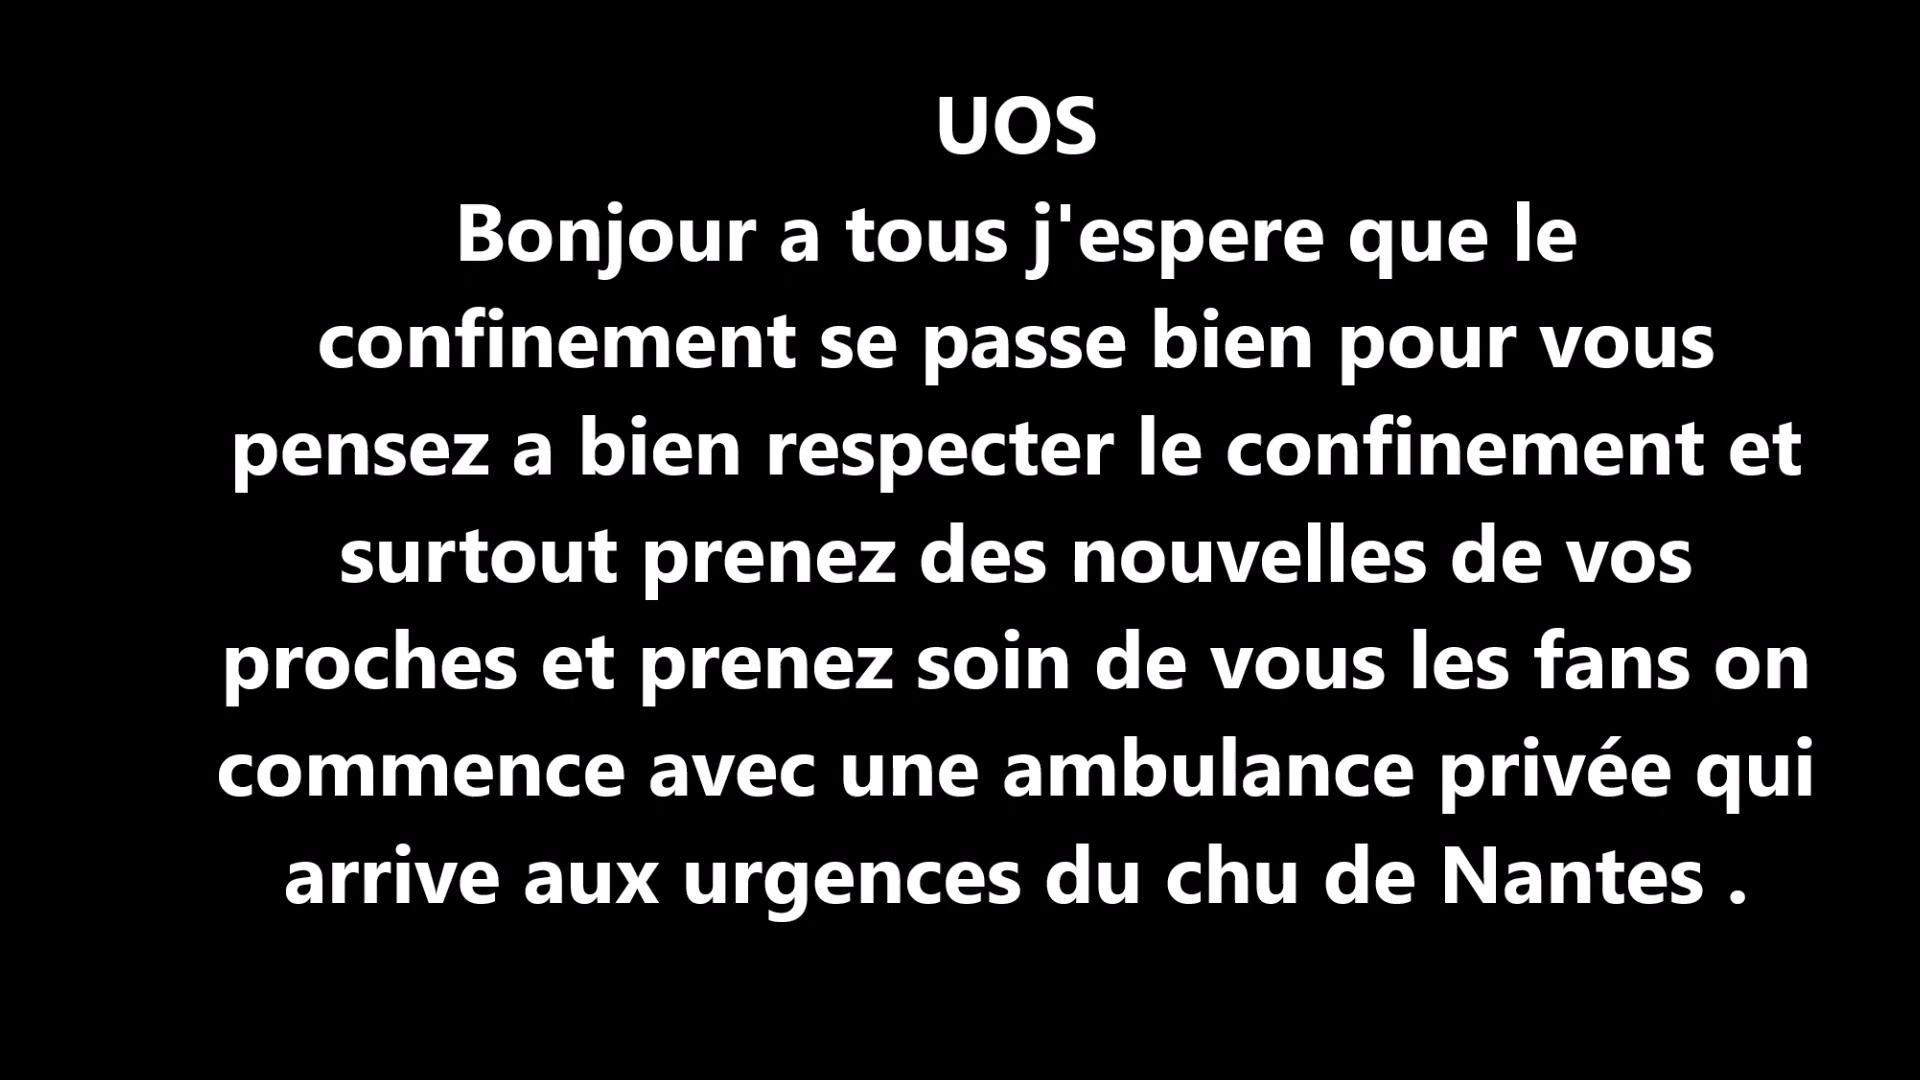 UOS
Bonjour a tous j'espere que le
confinement se passe bien pour vous
pensez a bien respecter le confinement et
surtout prenez des nouvelles de vos
proches et prenez soin de vous les fans on
commence avec une ambulance privée qui
arrive aux urgences du chu de Nantes .